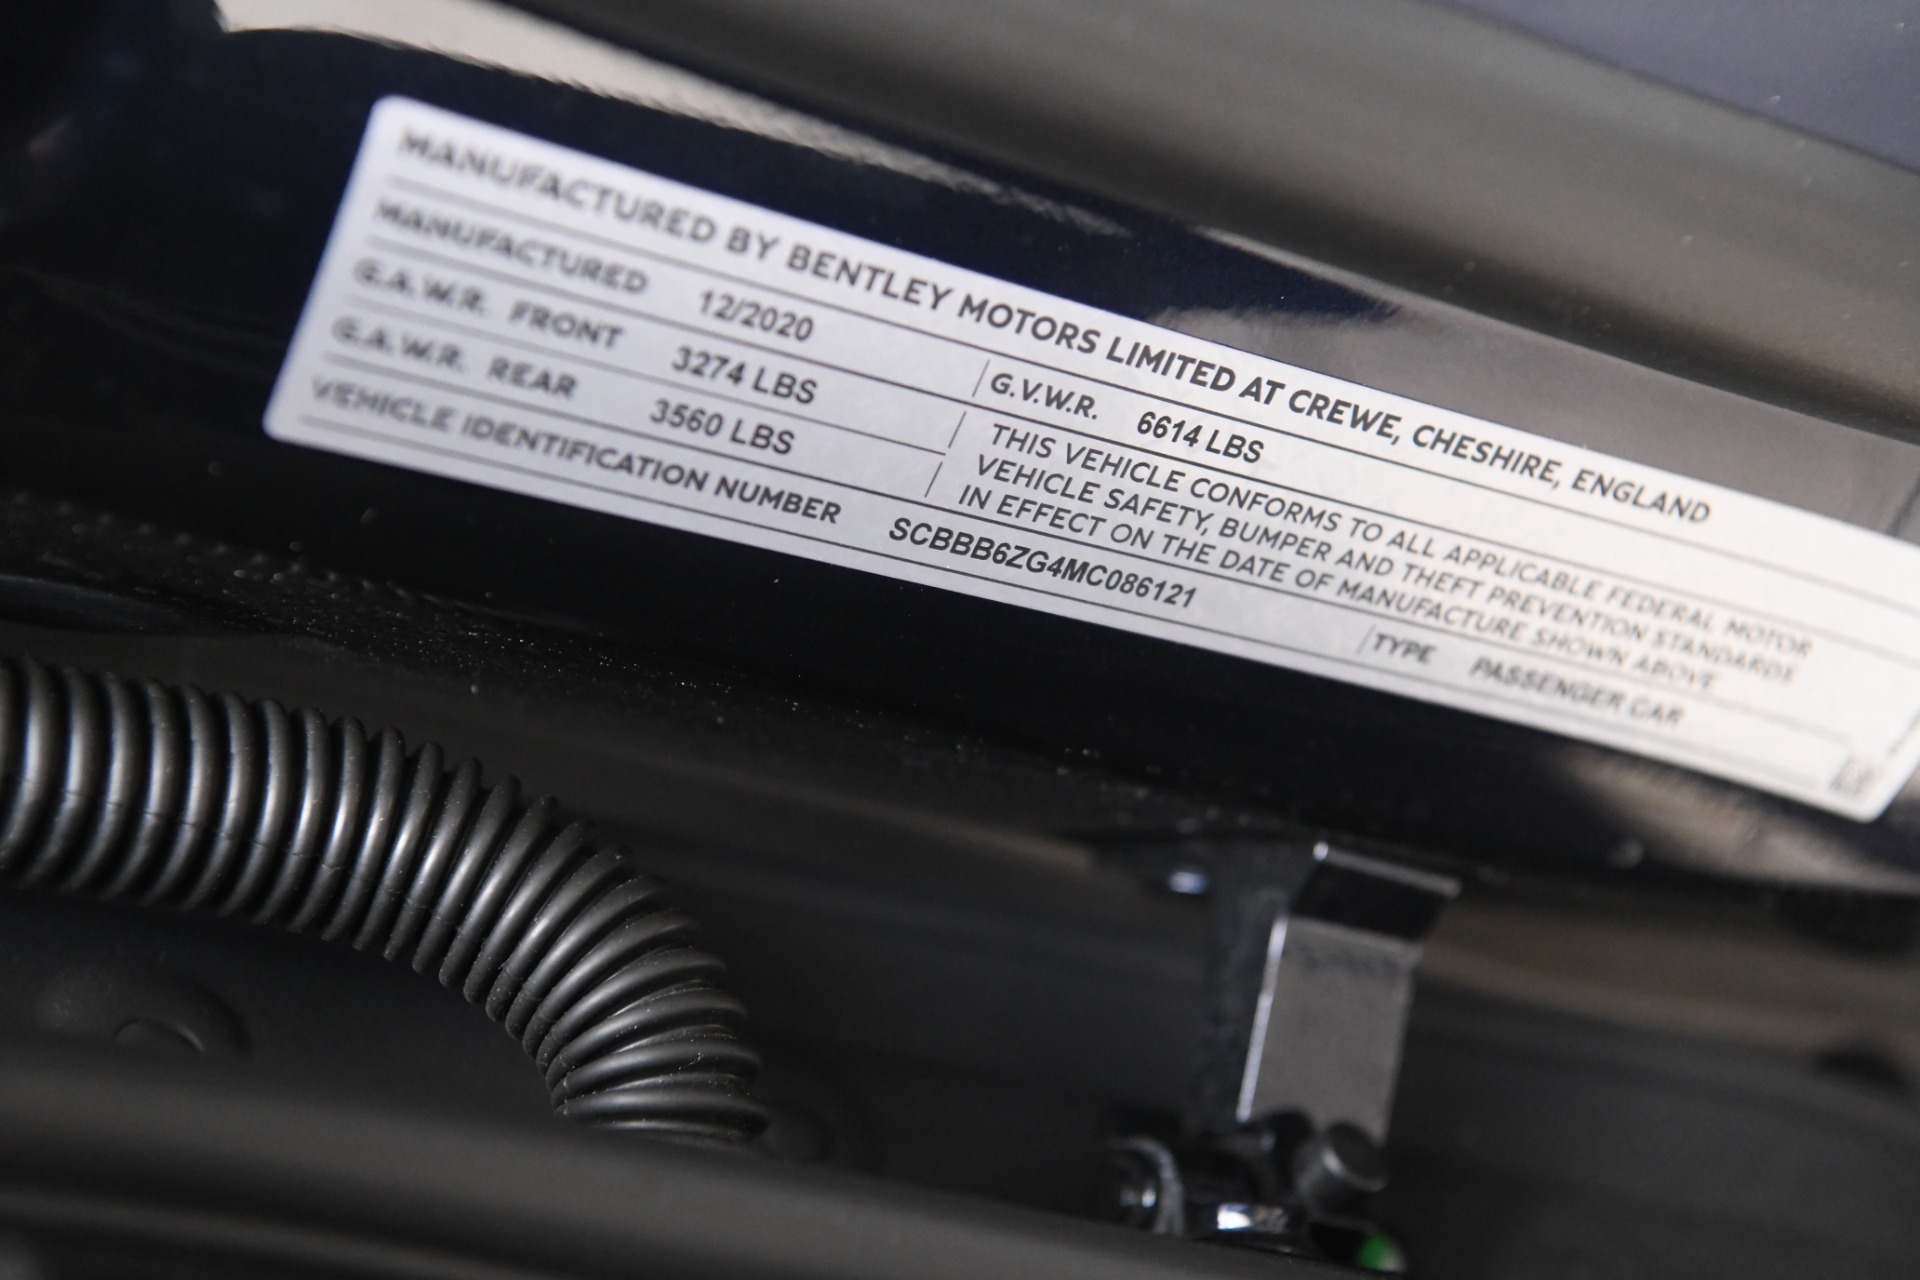 MANUFACTURED BY BENTLEY MOTORS LIMITED AT CREWE, CHESHIRE, ENGLAND
MANUFACTURED 12/2020 G.V.W.R. 6614 LBS
G.A.W.R. FRONT 3274 LBS
G.A.W.R. REAR 3560 LBS
THIS VEHICLE CONFORMS TO ALL APPLICABLE FEDERAL MOTOR
VEHICLE SAFETY, BUMPER AND THEFT PREVENTION STANDARDS
IN EFFECT ON THE DATE OF MANUFACTURE SHOWN ABOVE
VEHICLE IDENTIFICATION NUMBER SCBBB6ZG4MC086121 TYPE PASSENGER CAR